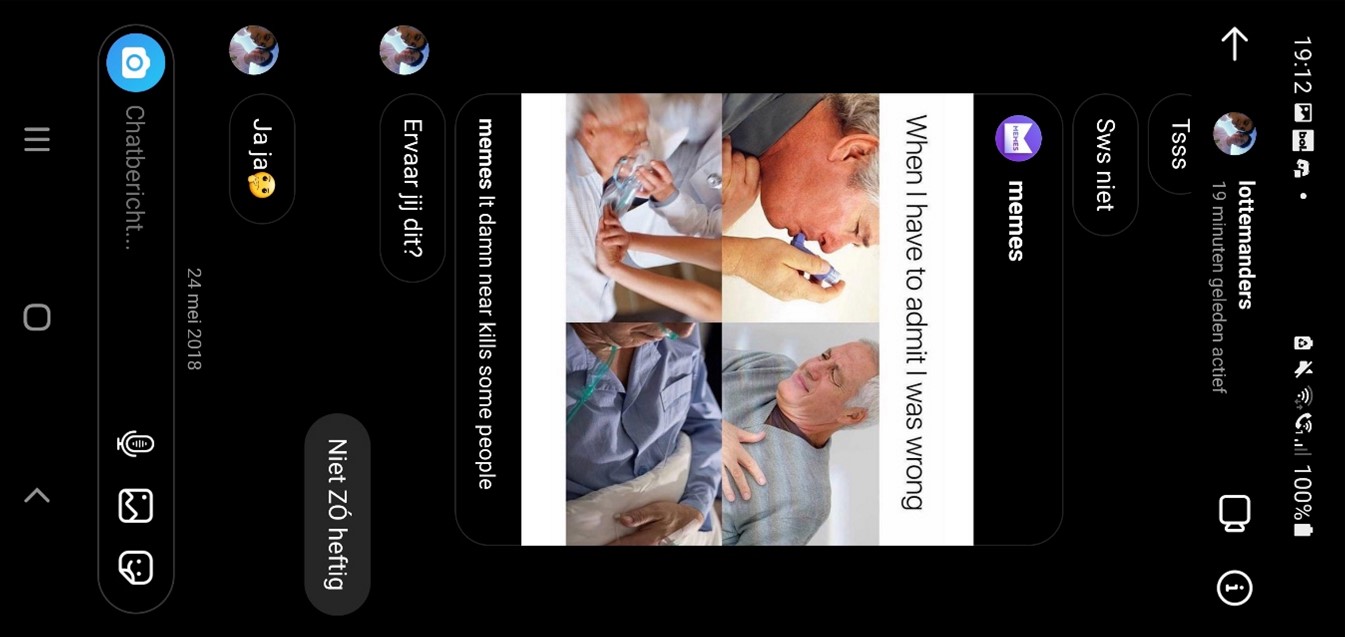 19:12 bol. 1 100%
lottemanders
19 minuten geleden actief
Tsss
Sws niet
MEMES memes
When I have to admit I was wrong
memes It damn near kills some people
Ervaar jij dit?
Niet ZÓ heftig
Ja ja🤔
24 mei 2018
Chatbericht...